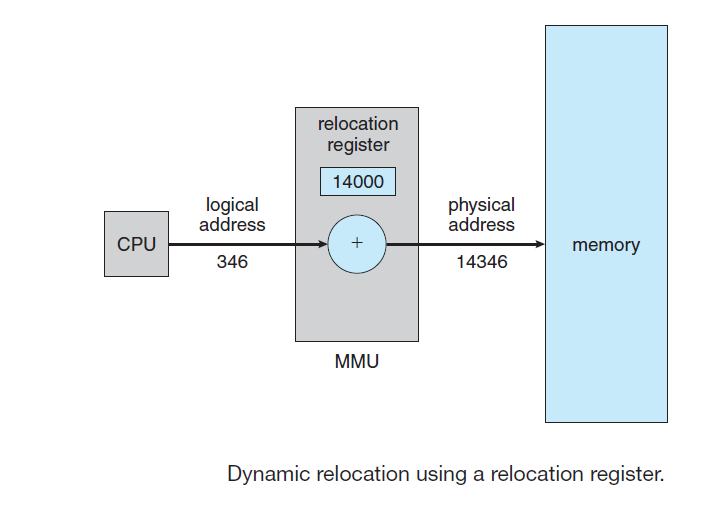 relocation
register
14000
logical
address
physical
address
CPU
+
memory
346
14346
MMU
Dynamic relocation using a relocation register.